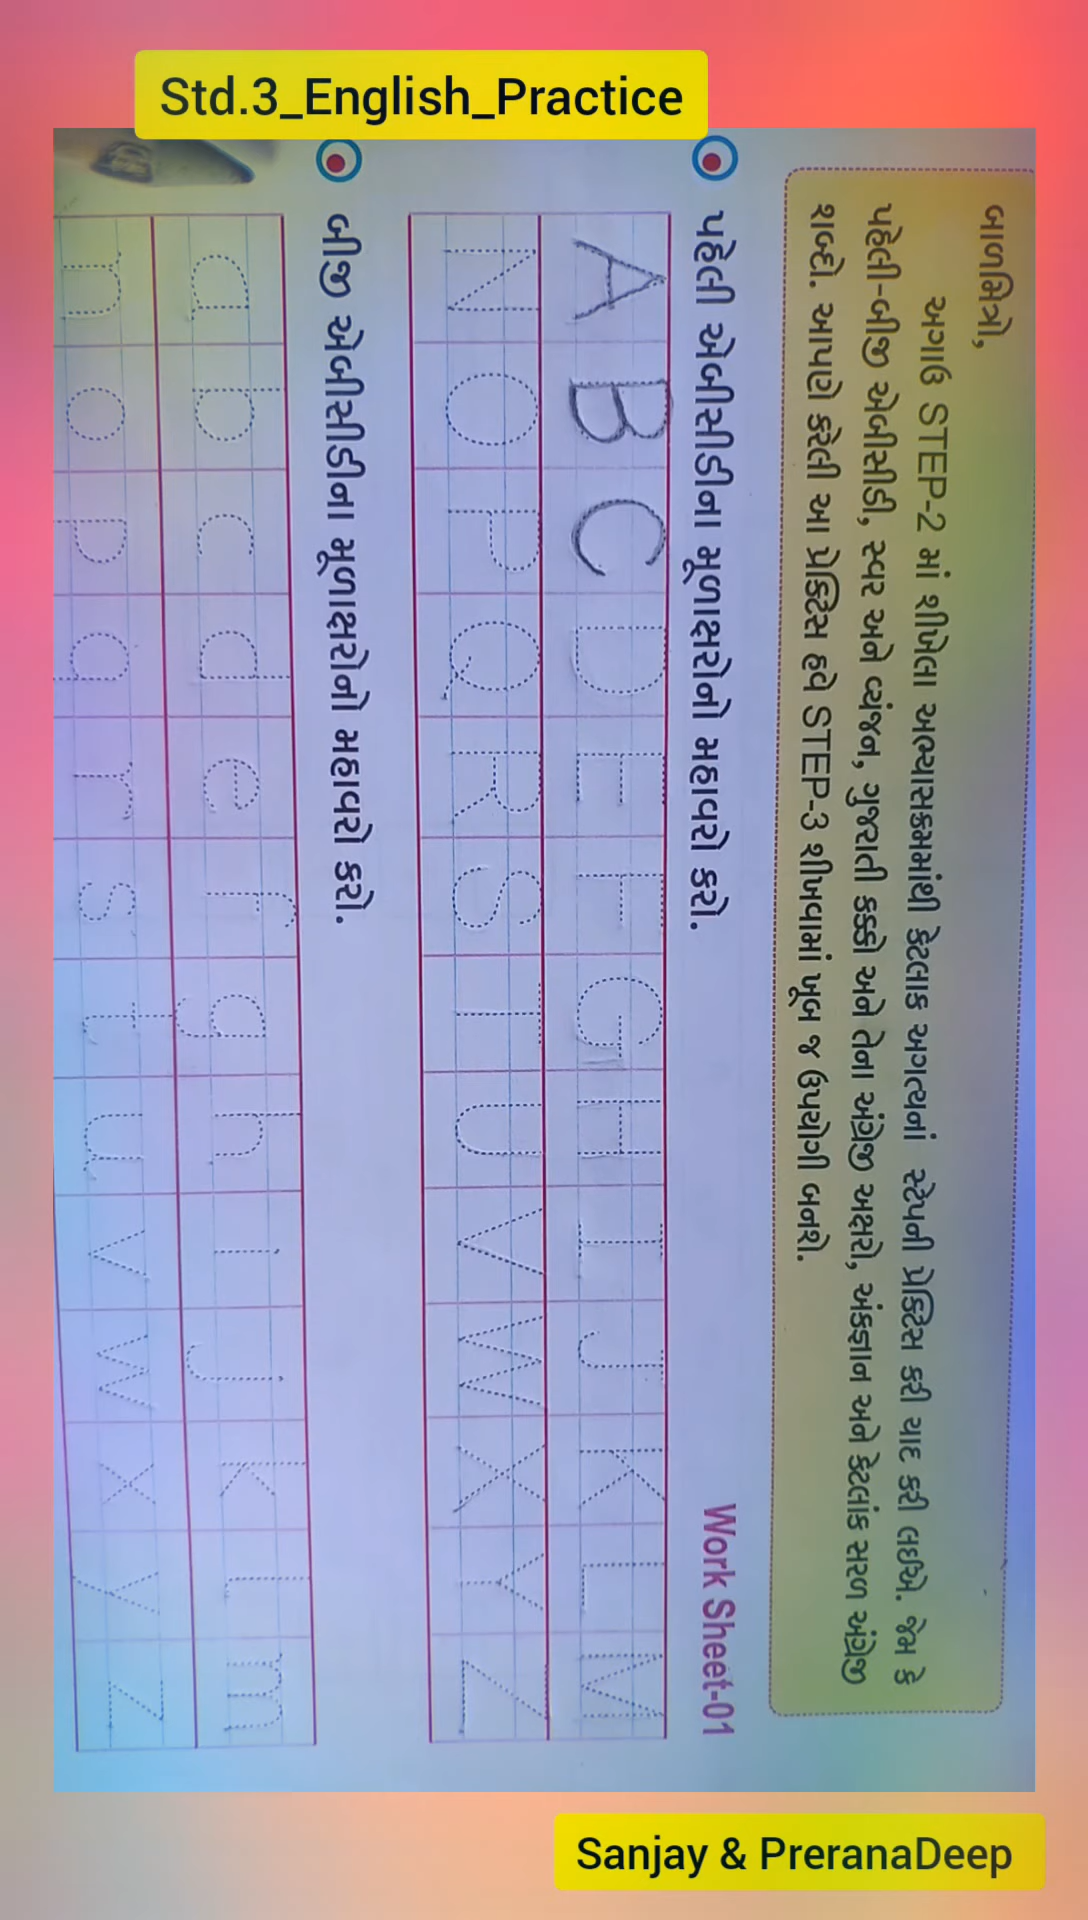 Std.3_English_Practice
બાળમિત્રો,
અગાઉ STEP-2 માં શીખેલા અભ્યાસક્રમમાંથી કેટલાક અગત્યનાં સ્ટેપની પ્રેક્ટિસ કરી યાદ કરી લઈએ. જેમ કે
પહેલી-બીજી એબીસીડી, સ્વર અને વ્યંજન, ગુજરાતી કક્કો અને તેના અંગ્રેજી અક્ષરો, અંકજ્ઞાન અને કેટલાંક સરળ અંગ્રેજી
શબ્દો. આપણે કરેલી આ પ્રેક્ટિસ હવે STEP-3 શીખવામાં ખૂબ જ ઉપયોગી બનશે.
Work Sheet-01
પહેલી એબીસીડીના મૂળાક્ષરોનો મહાવરો કરો.
A B C D E F G H I J K L M
N O P Q R S T U V W X Y Z
બીજી એબીસીડીના મૂળાક્ષરોનો મહાવરો કરો.
a b c d e f g h i j k l m
n o p q r s t u v w x y z
Sanjay & PreranaDeep